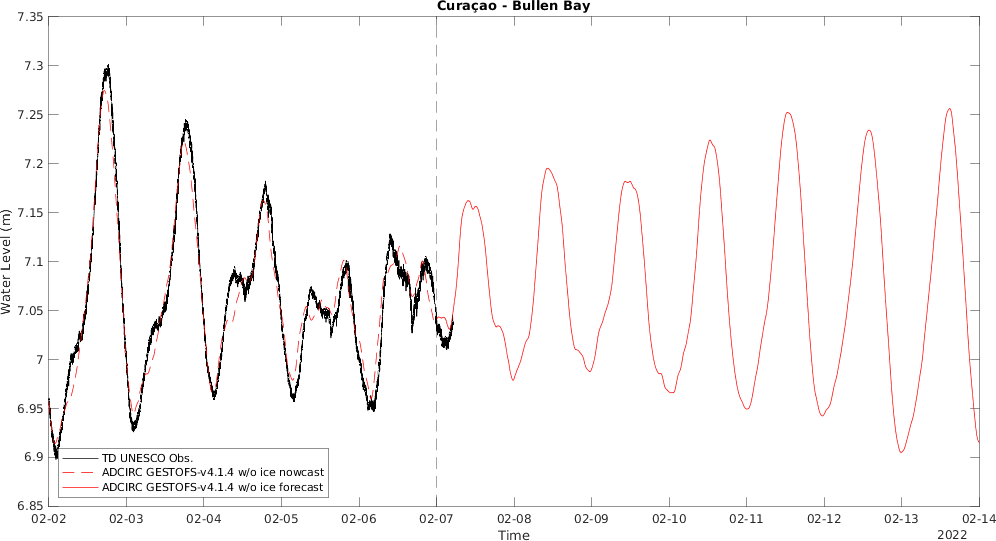 Curaçao - Bullen Bay
Water Level (m)
7.35
7.3
7.25
7.2
7.15
7.1
7.05
7
6.95
6.9
6.85
TD UNESCO Obs.
ADCIRC GESTOFS-v4.1.4 w/o ice nowcast
ADCIRC GESTOFS-v4.1.4 w/o ice forecast
02-02 02-03 02-04 02-05 02-06 02-07 02-08 02-09 02-10 02-11 02-12 02-13 02-14
Time
2022